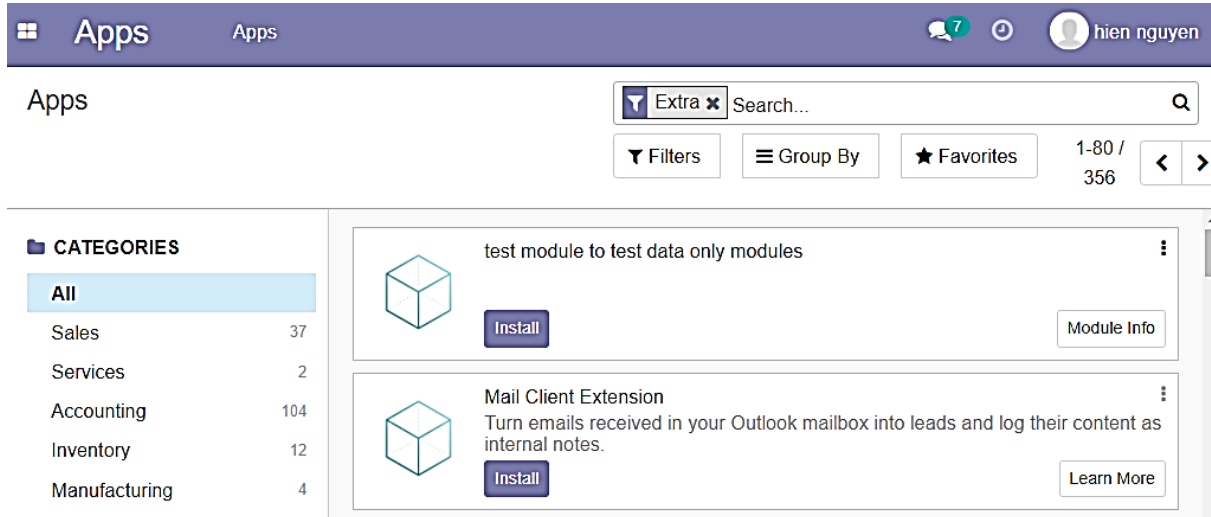 Apps
Apps
7
hien nguyen
Apps
Extra
Search...
Filters
Group By
Favorites
1-80 /
356
CATEGORIES
All
Sales 37
Services 2
Accounting 104
Inventory 12
Manufacturing 4
test module to test data only modules
Install
Module Info
Mail Client Extension
Turn emails received in your Outlook mailbox into leads and log their content as
internal notes.
Install
Learn More